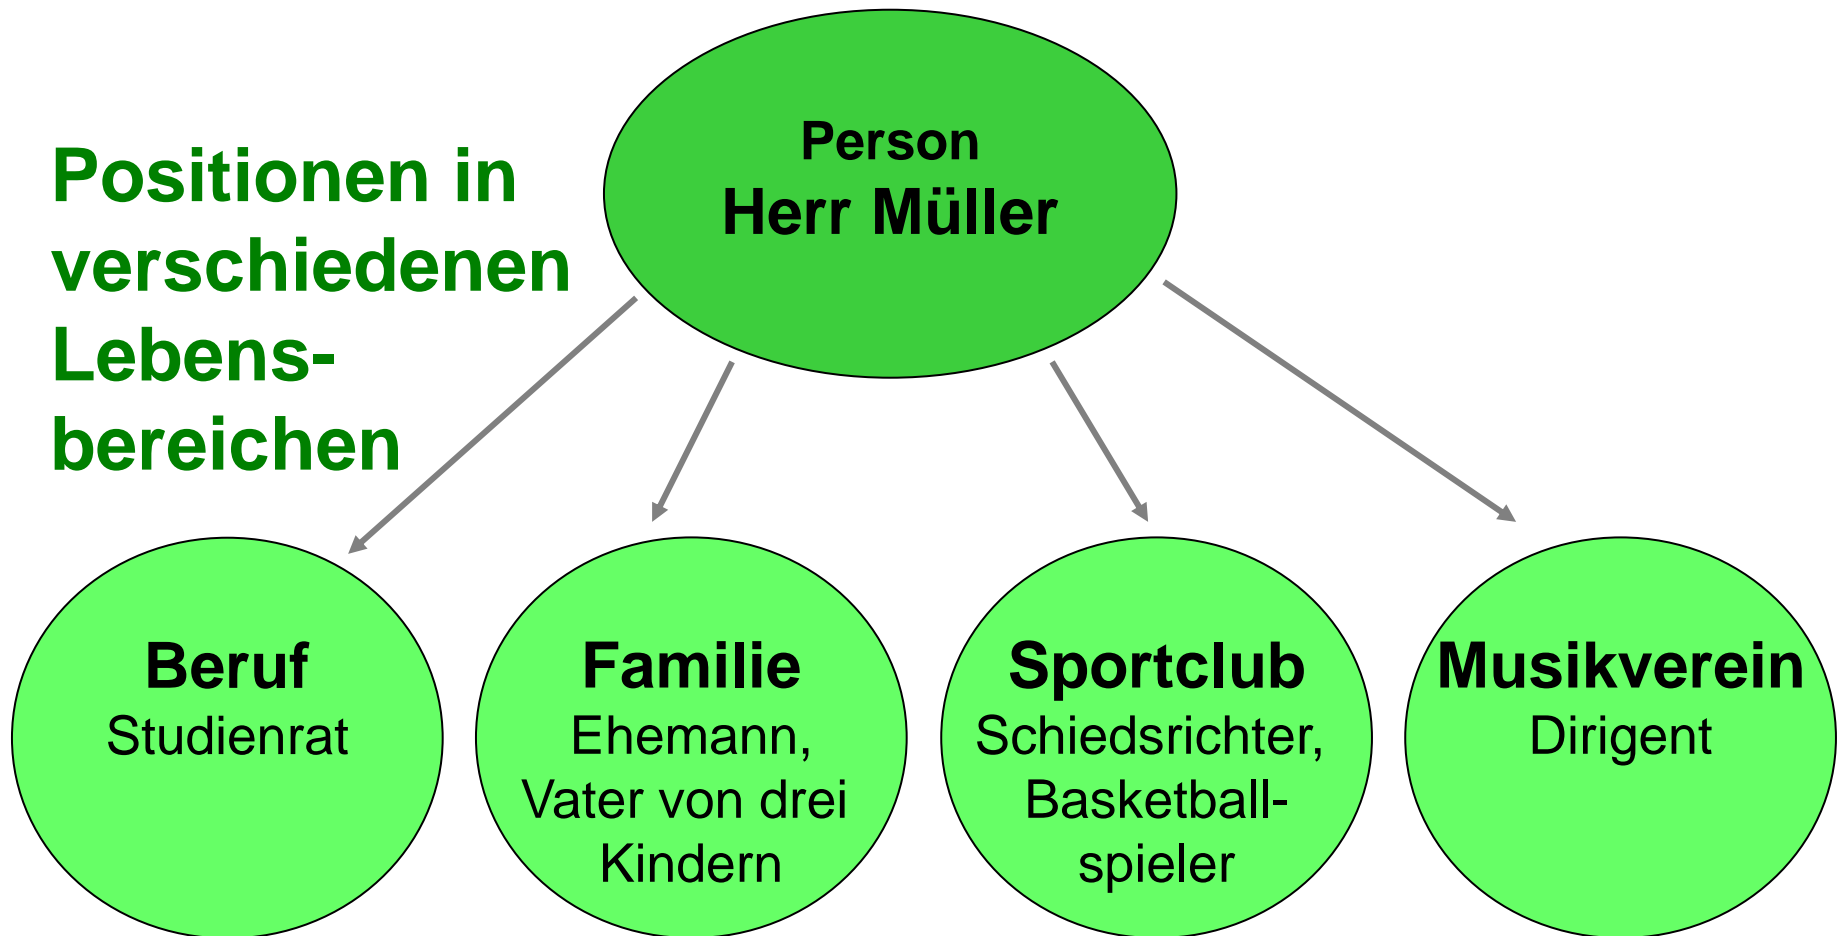 Positionen in
verschiedenen
Lebens-
bereichen
Person
Herr Müller
Beruf
Studienrat
Familie
Ehemann,
Vater von drei
Kindern
Sportclub
Schiedsrichter,
Basketball-
spieler
Musikverein
Dirigent